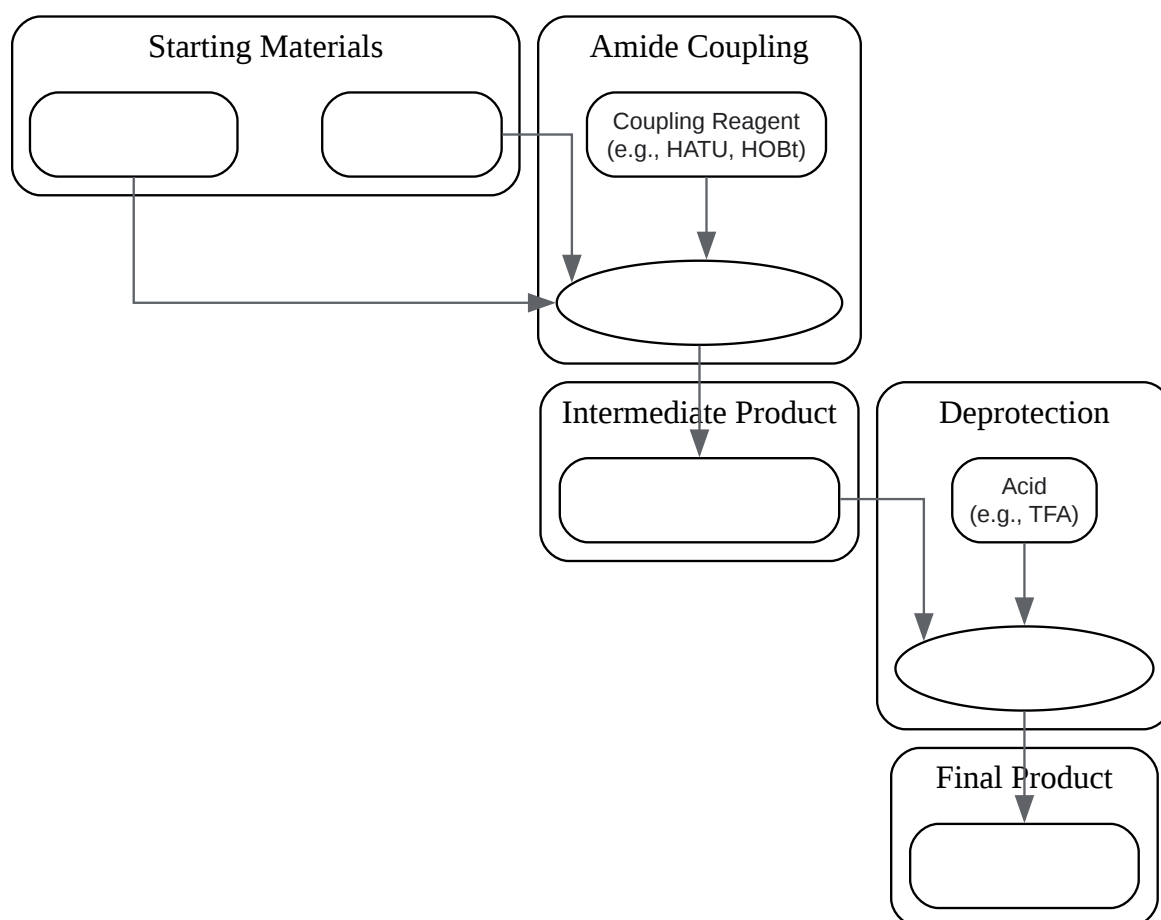 Starting Materials
Amide Coupling
Coupling Reagent
(e.g., HATU, HOBt)
Intermediate Product
Deprotection
Acid
(e.g., TFA)
Final Product